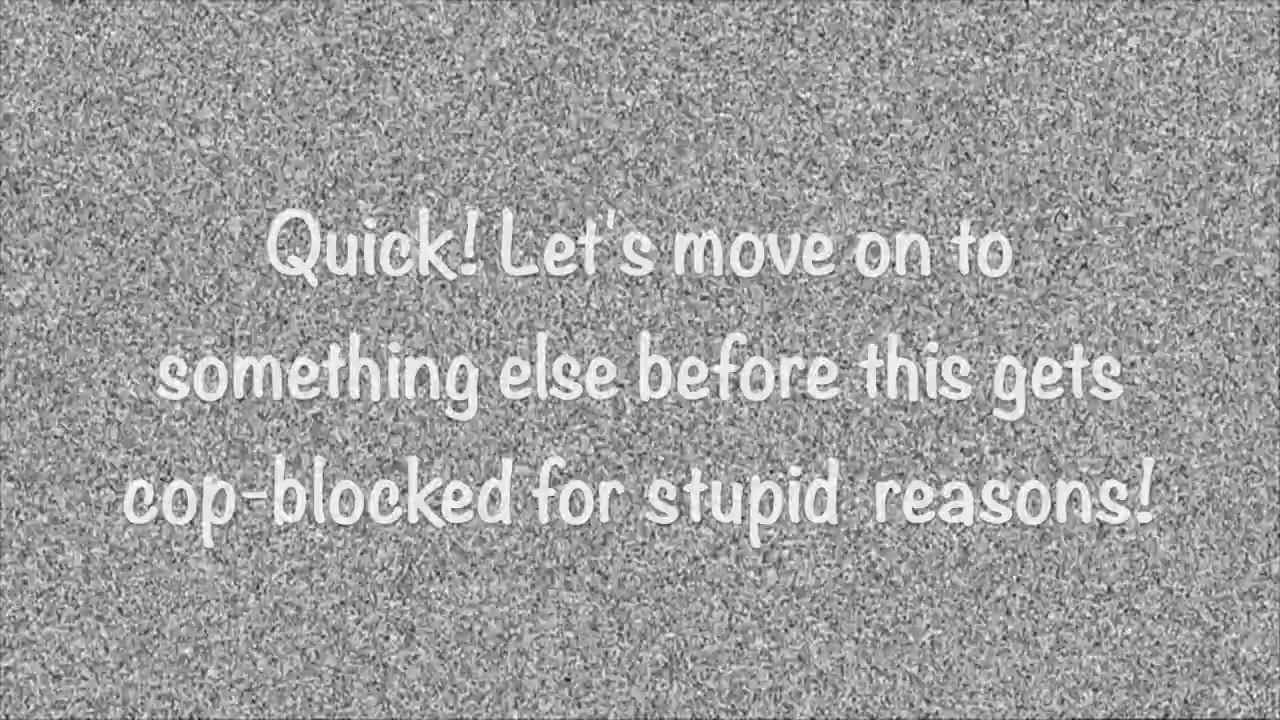 Quick! Let's move on to
something else before this gets
cop-blocked for stupid reasons!